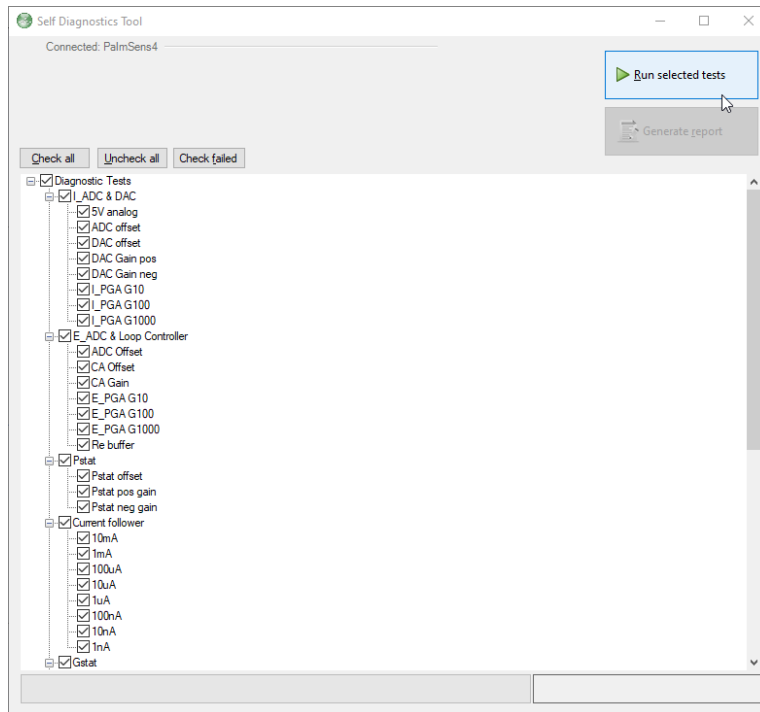 Self Diagnostics Tool
Connected: PalmSens4
Run selected tests
Generate report
Check all Uncheck all Check failed
Diagnostic Tests
I_ADC & DAC
5V analog
ADC offset
DAC offset
DAC Gain pos
DAC Gain neg
I_PGA G10
I_PGA G100
I_PGA G1000
E_ADC & Loop Controller
ADC Offset
CA Offset
CA Gain
E_PGA G10
E_PGA G100
E_PGA G1000
Re buffer
Pstat
Pstat offset
Pstat pos gain
Pstat neg gain
Current follower
10mA
1mA
100uA
10uA
1uA
100nA
10nA
1nA
Gstat